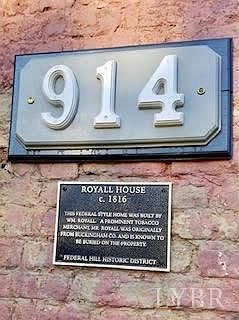 914
ROYALL HOUSE
c. 1816
THIS FEDERAL STYLE HOME WAS BUILT BY
WM. ROYALL, A PROMINENT TOBACCO
MERCHANT. MR. ROYALL WAS ORIGINALLY
FROM BUCKINGHAM CO. AND IS KNOWN TO
BE BURIED ON THE PROPERTY.
FEDERAL HILL HISTORIC DISTRICT
LYBR